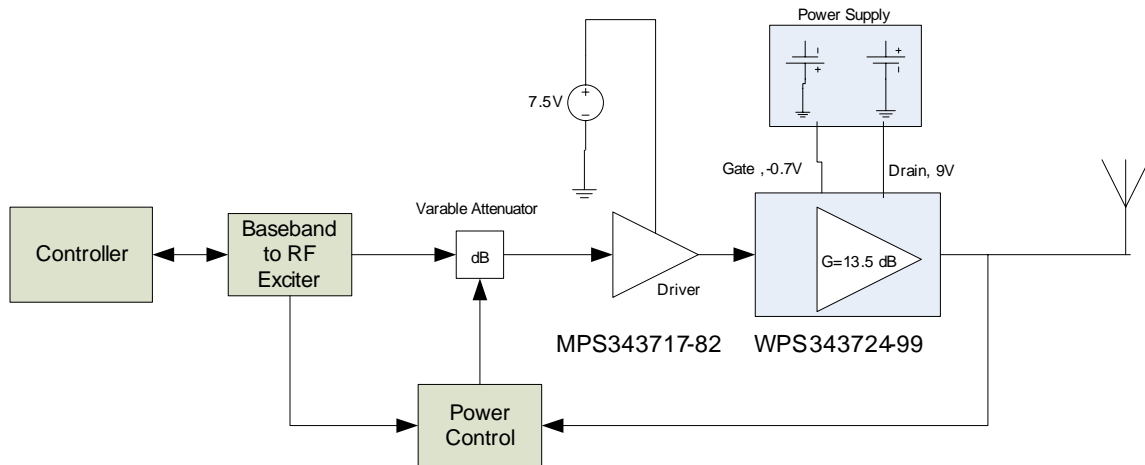 Power Supply
7.5V
Gate ,-0.7V
Drain, 9V
Varable Attenuator
Controller
Baseband
to RF
Exciter
dB
G=13.5 dB
Driver
MPS343717-82
WPS343724-99
Power
Control